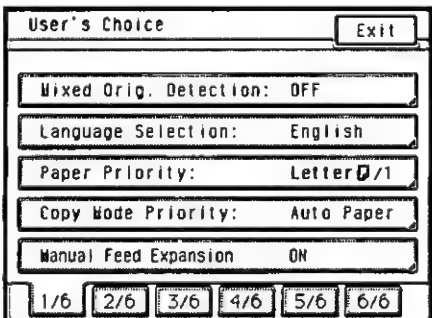 User's Choice
Exit
Mixed Orig. Detection: OFF
Language Selection: English
Paper Priority: Letter/1
Copy Mode Priority: Auto Paper
Manual Feed Expansion ON
1/6 2/6 3/6 4/6 5/6 6/6